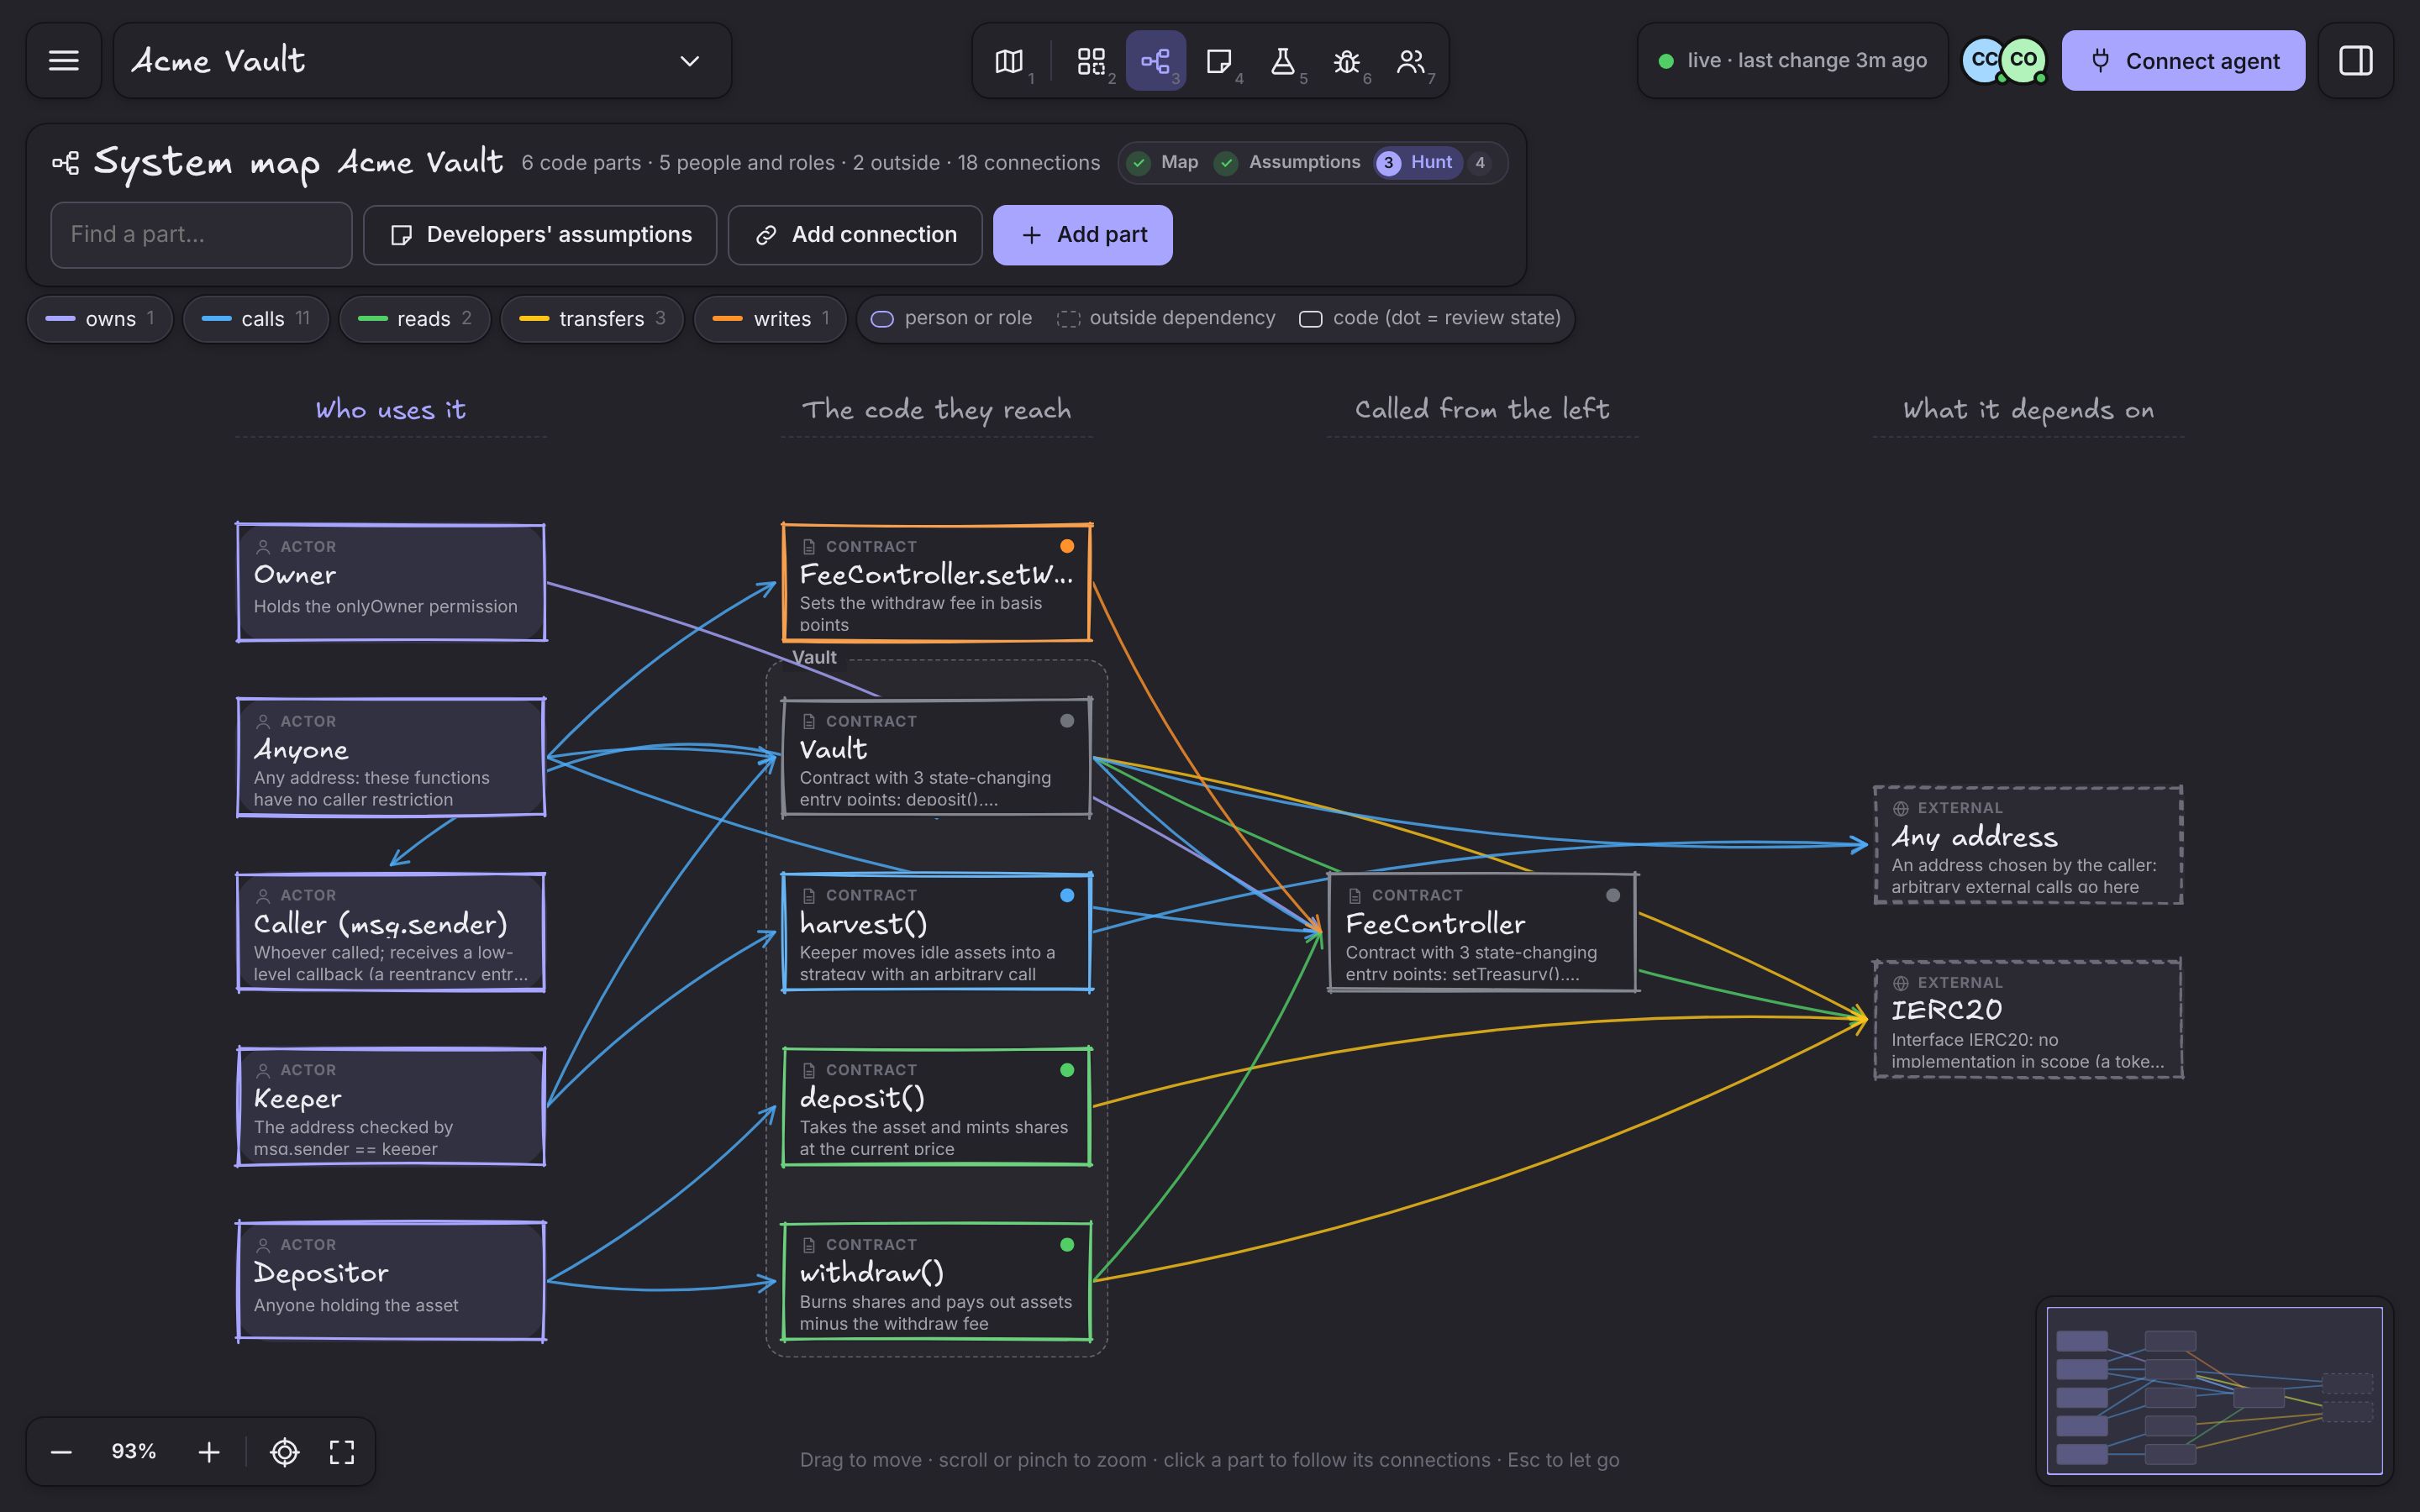 Acme Vault
1
2
3
4
5
6
7
live · last change 3m ago
CC
CO
Connect agent
System map Acme Vault 6 code parts · 5 people and roles · 2 outside · 18 connections
Map Assumptions 3 Hunt 4
Find a part...
Developers' assumptions
Add connection
Add part
owns 1
calls 11
reads 2
transfers 3
writes 1
person or role
outside dependency
code (dot = review state)
Who uses it
The code they reach
Called from the left
What it depends on
ACTOR
Owner
Holds the onlyOwner permission
CONTRACT
FeeController.setW...
Sets the withdraw fee in basis
points
Vault
ACTOR
Anyone
Any address: these functions
have no caller restriction
CONTRACT
Vault
Contract with 3 state-changing
entry points: deposit(),...
EXTERNAL
Any address
An address chosen by the caller:
arbitrary external calls go here
ACTOR
Caller (msg.sender)
Whoever called; receives a low-
level callback (a reentrancy entr...
CONTRACT
harvest()
Keeper moves idle assets into a
strategy with an arbitrary call
CONTRACT
FeeController
Contract with 3 state-changing
entry points: setTreasury(),...
EXTERNAL
IERC20
Interface IERC20: no
implementation in scope (a toke...
ACTOR
Keeper
The address checked by
msg.sender == keeper
CONTRACT
deposit()
Takes the asset and mints shares
at the current price
ACTOR
Depositor
Anyone holding the asset
CONTRACT
withdraw()
Burns shares and pays out assets
minus the withdraw fee
93%
Drag to move · scroll or pinch to zoom · click a part to follow its connections · Esc to let go